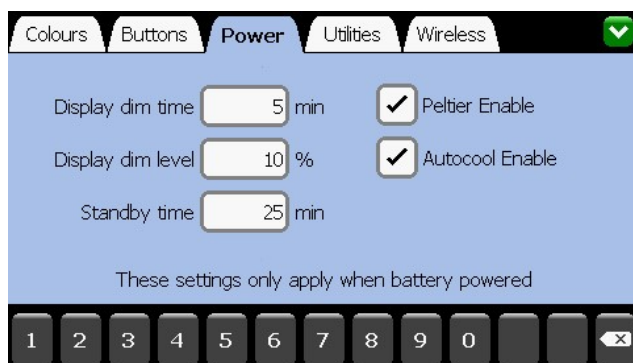 Colours Buttons Power Utilities Wireless
Display dim time 5 min Peltier Enable
Display dim level 10 % Autocool Enable
Standby time 25 min
These settings only apply when battery powered
1 2 3 4 5 6 7 8 9 0